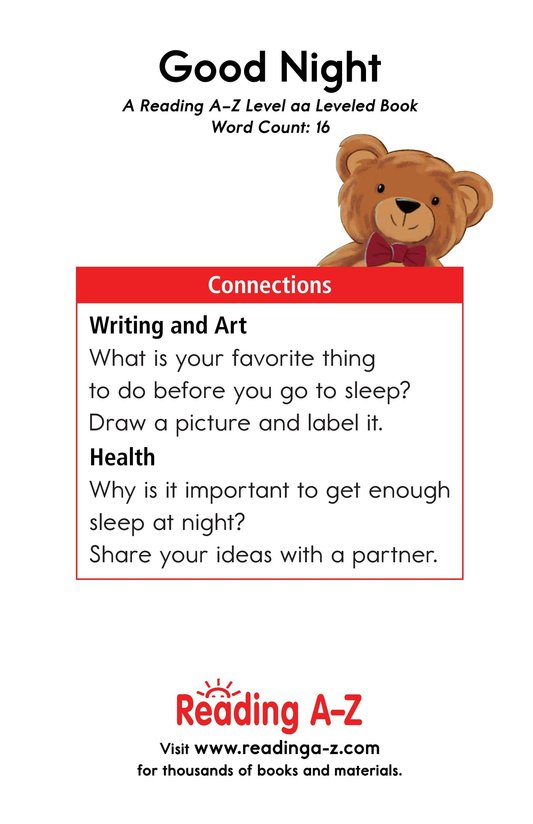 Good Night
A Reading A–Z Level aa Leveled Book
Word Count: 16
Connections
Writing and Art
What is your favorite thing
to do before you go to sleep?
Draw a picture and label it.
Health
Why is it important to get enough
sleep at night?
Share your ideas with a partner.
Reading A–Z
Visit www.readinga-z.com
for thousands of books and materials.